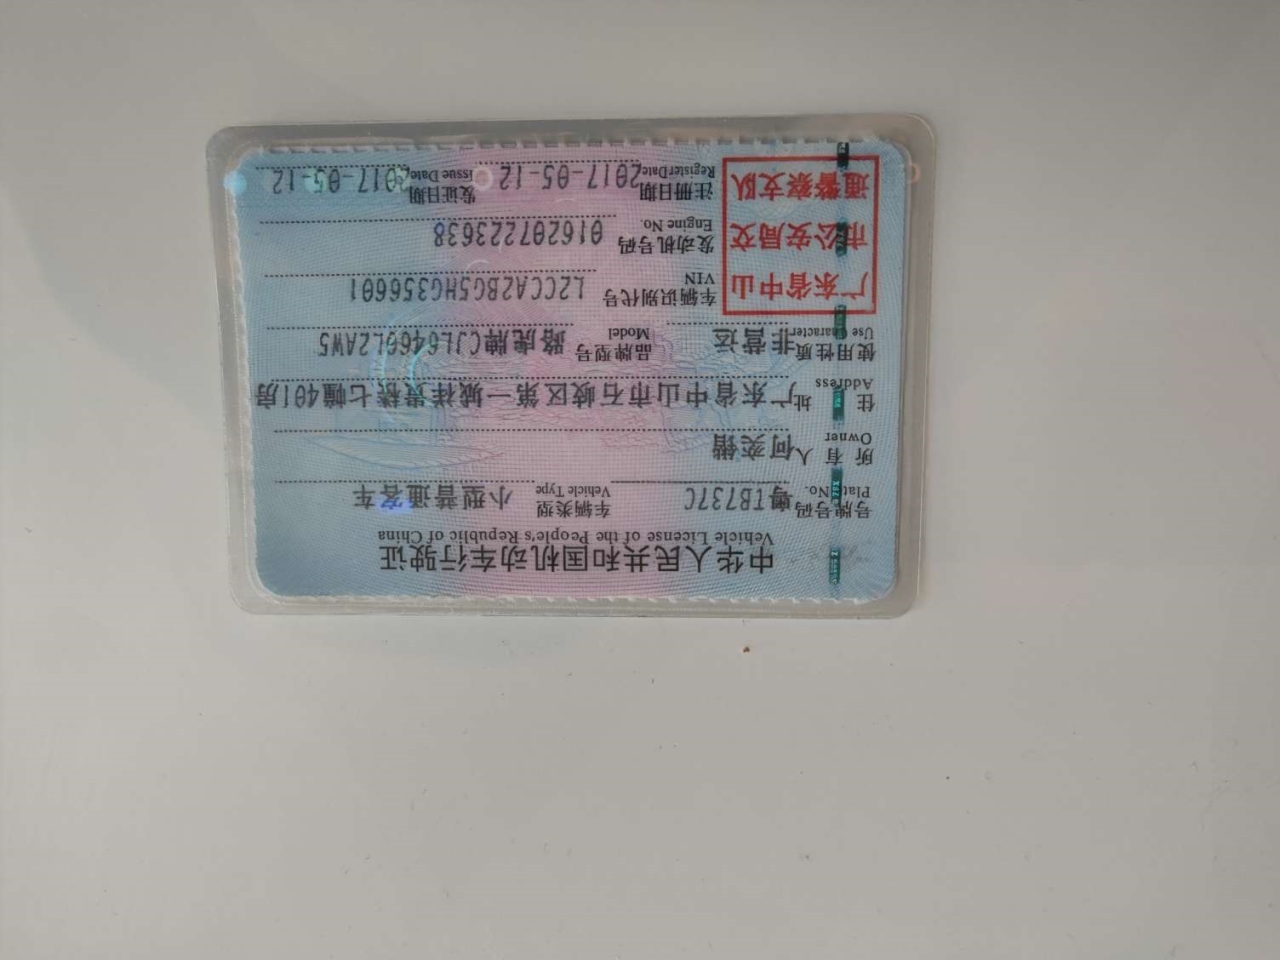 中华人民共和国机动车行驶证
Vehicle License of the People's Republic of China
号牌号码 粤TB737C 车辆类型 小型普通客车
Plate No. Vehicle Type
所有人 何奕锴
Owner
住址 广东省中山市石岐区第一城祥贵楼七幢401房
Address
使用性质 非营运 品牌型号 路虎牌CJL6460L2AW5
Use Character Model
广东省中山
市公安局交
通警察支队
车辆识别代号 L2CCA2BG5HG356601
VIN
发动机号码 016207223638
Engine No.
注册日期 2017-05-12 发证日期 2017-05-12
Register Date Issue Date